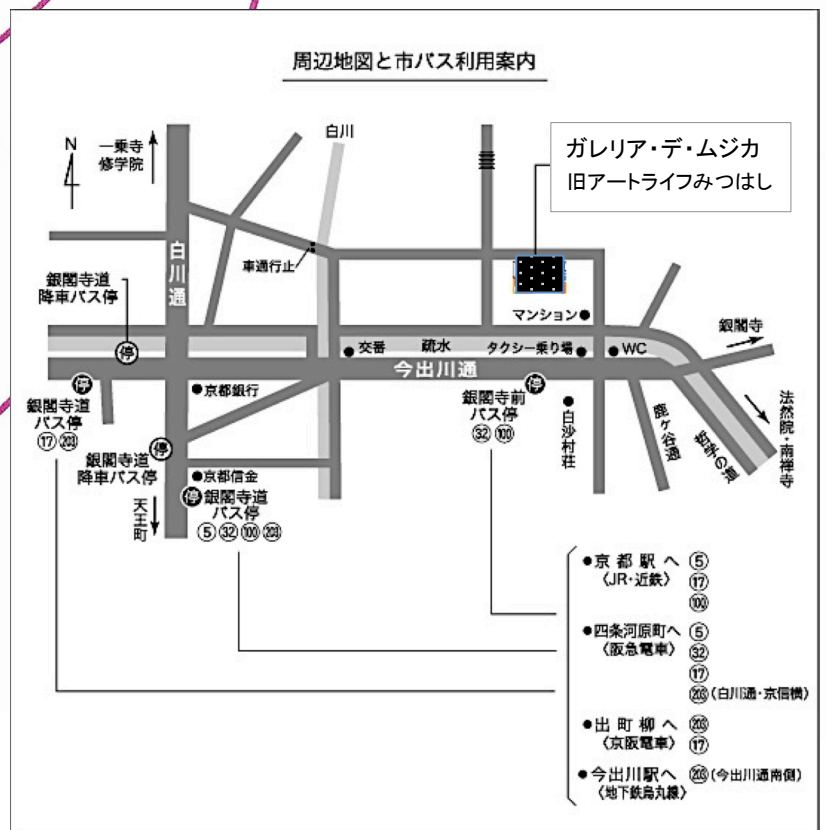 周辺地図と市バス利用案内
N
一乗寺
修学院
白川
ガレリア・デ・ムジカ
旧アートライフみつはし
白川通
車通行止
銀閣寺道
降車バス停
停
マンション
銀閣寺
交番
疏水
タクシー乗り場
WC
今出川通
停
銀閣寺道
バス停
⑰ 203
京都銀行
停
銀閣寺前
バス停
㉜ 100
白沙村荘
鹿ヶ谷通
哲学の道
法然院・南禅寺
停
銀閣寺道
降車バス停
天王町
京都信金
停
銀閣寺道
バス停
⑤ ㉜ 100 203
●京都駅へ ⑤
〈JR・近鉄〉 ⑰
100
●四条河原町へ ⑤
〈阪急電車〉 ㉜
⑰
203 (白川通・京信横)
●出町柳へ 203
〈京阪電車〉 ⑰
●今出川駅へ 203 (今出川通南側)
〈地下鉄烏丸線〉